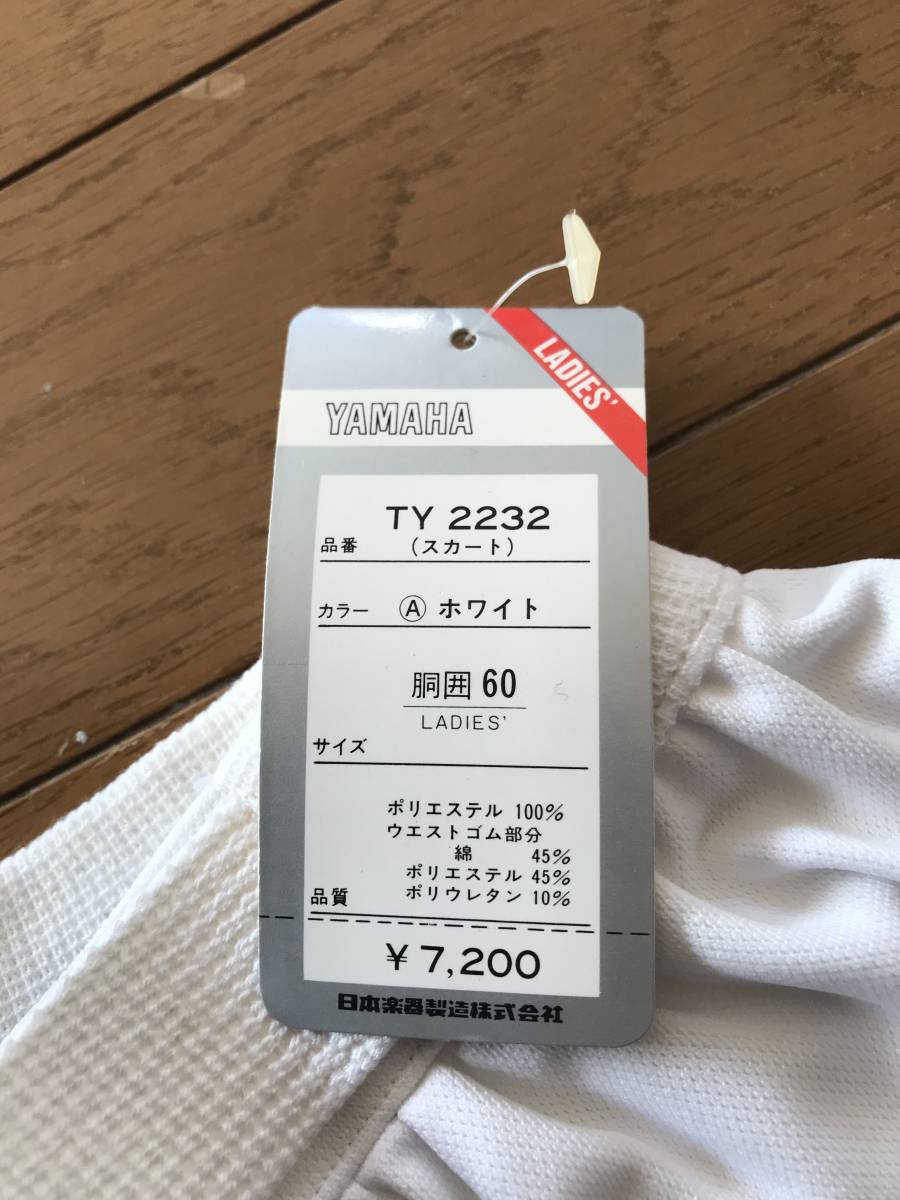 LADIES'
YAMAHA
TY 2232
品番 (スカート)
カラー Ⓐ ホワイト
胴囲 60
LADIES'
サイズ
ポリエステル 100%
ウエストゴム部分
綿 45%
ポリエステル 45%
品質 ポリウレタン 10%
¥7,200
日本楽器製造株式会社